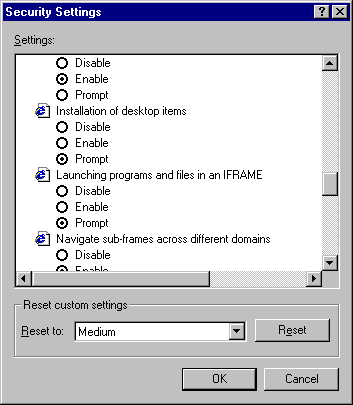 Security Settings
Settings:
Disable
Enable
Prompt
Installation of desktop items
Disable
Enable
Prompt
Launching programs and files in an IFRAME
Disable
Enable
Prompt
Navigate sub-frames across different domains
Disable
Enable
Reset custom settings
Reset to: Medium Reset
OK Cancel